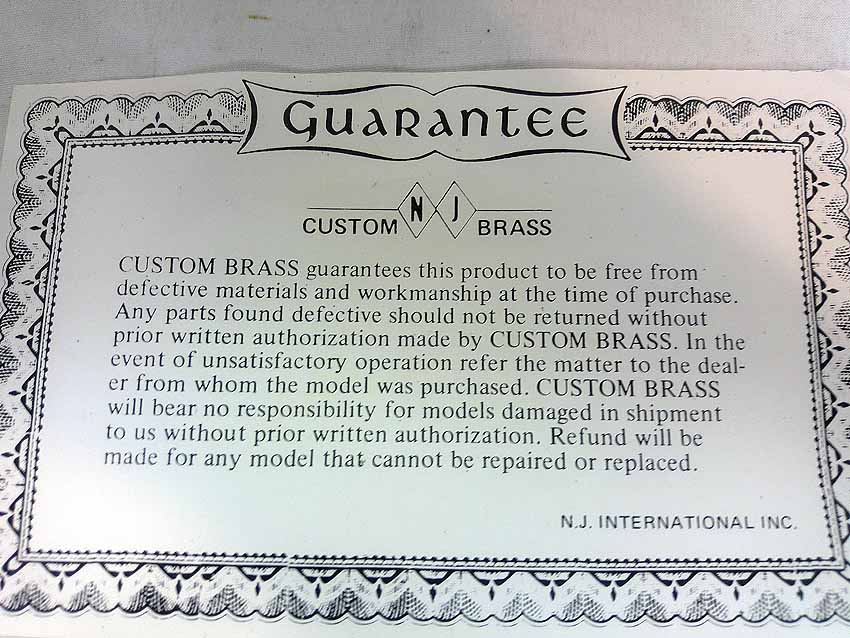 GUARANTEE
N J
CUSTOM BRASS
CUSTOM BRASS guarantees this product to be free from
defective materials and workmanship at the time of purchase.
Any parts found defective should not be returned without
prior written authorization made by CUSTOM BRASS. In the
event of unsatisfactory operation refer the matter to the deal-
er from whom the model was purchased. CUSTOM BRASS
will bear no responsibility for models damaged in shipment
to us without prior written authorization. Refund will be
made for any model that cannot be repaired or replaced.
N.J. INTERNATIONAL INC.